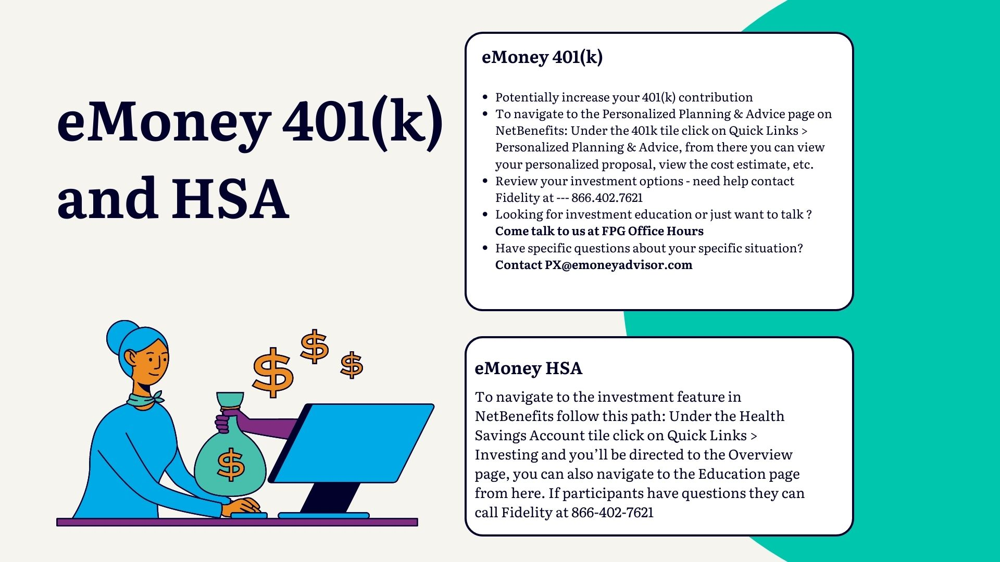 eMoney 401(k)
and HSA
eMoney 401(k)
• Potentially increase your 401(k) contribution
• To navigate to the Personalized Planning & Advice page on
NetBenefits: Under the 401k tile click on Quick Links >
Personalized Planning & Advice, from there you can view
your personalized proposal, view the cost estimate, etc.
• Review your investment options - need help contact
Fidelity at --- 866.402.7621
• Looking for investment education or just want to talk ?
Come talk to us at FPG Office Hours
• Have specific questions about your specific situation?
Contact PX@emoneyadvisor.com
eMoney HSA
To navigate to the investment feature in
NetBenefits follow this path: Under the Health
Savings Account tile click on Quick Links >
Investing and you’ll be directed to the Overview
page, you can also navigate to the Education page
from here. If participants have questions they can
call Fidelity at 866-402-7621
$
$
$
$